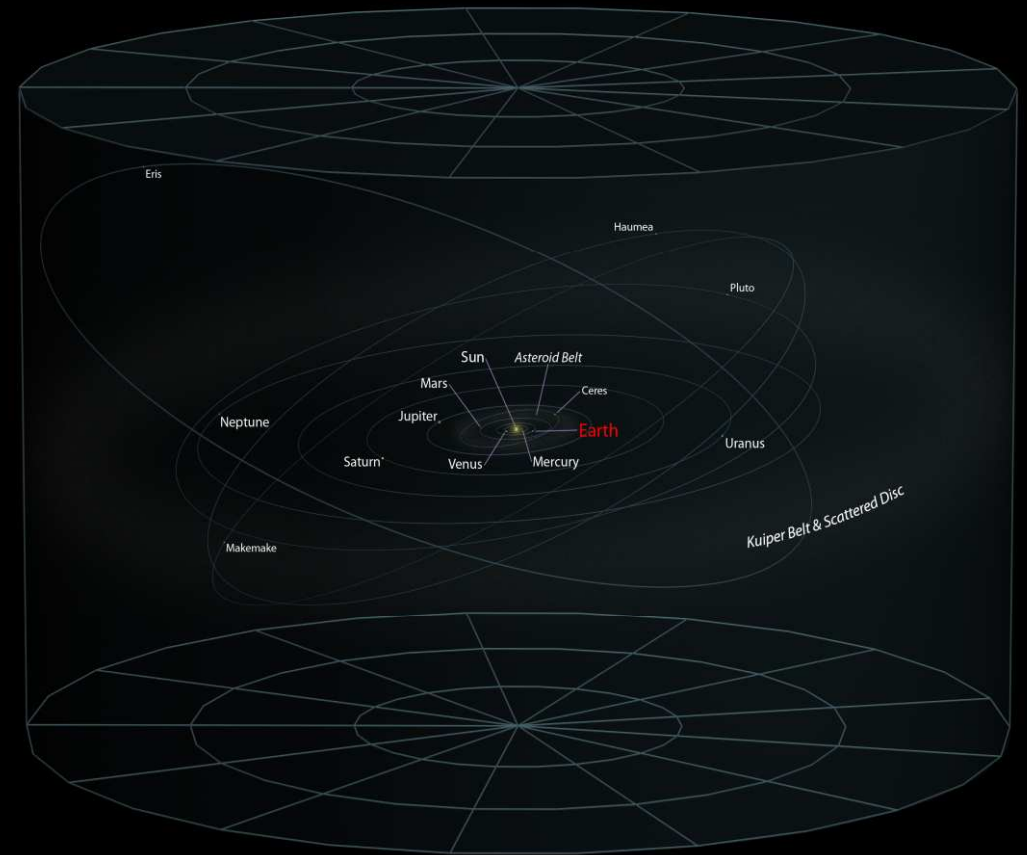 Eris
Haumea
Pluto
Sun
Asteroid Belt
Mars
Ceres
Jupiter
Neptune
Earth
Uranus
Saturn
Venus
Mercury
Kuiper Belt & Scattered Disc
Makemake